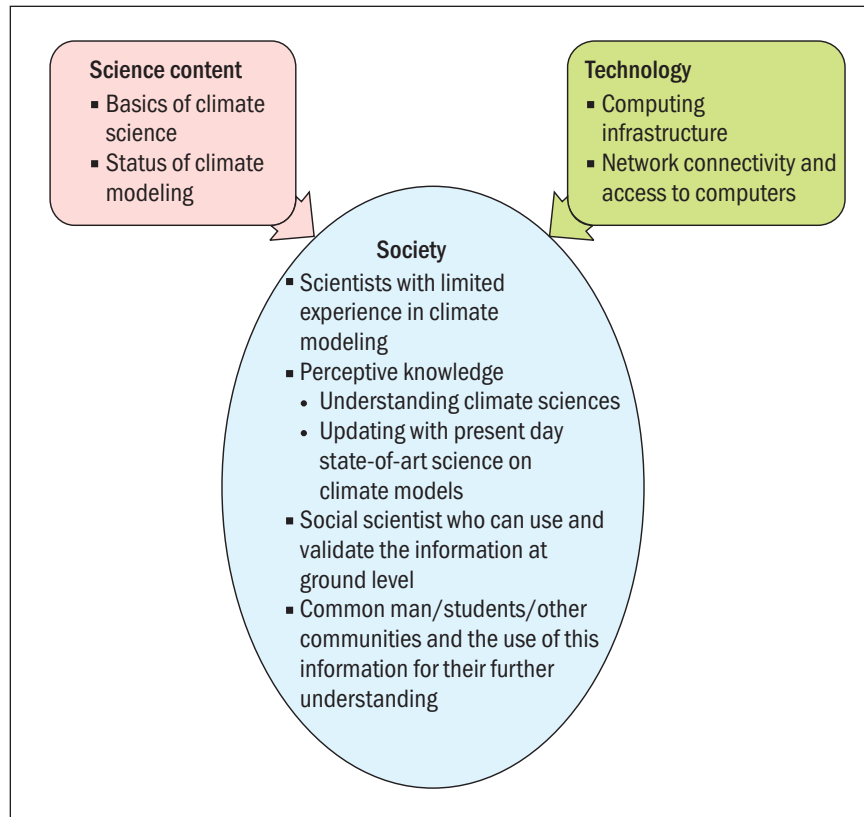 Science content
▪ Basics of climate
science
▪ Status of climate
modeling
Technology
▪ Computing
infrastructure
▪ Network connectivity and
access to computers
Society
▪ Scientists with limited
experience in climate
modeling
▪ Perceptive knowledge
• Understanding climate sciences
• Updating with present day
state-of-art science on
climate models
▪ Social scientist who can use and
validate the information at
ground level
▪ Common man/students/other
communities and the use of this
information for their further
understanding